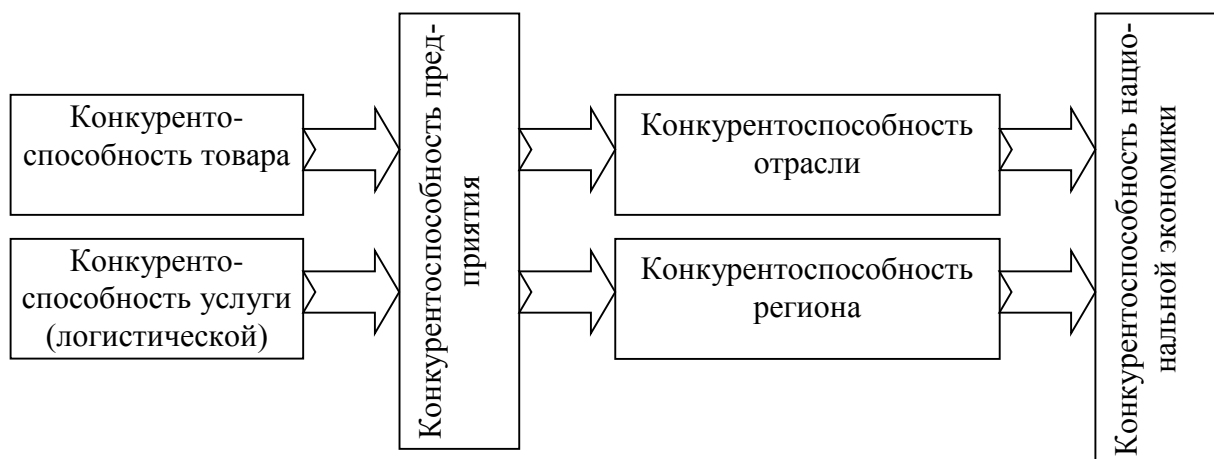 Конкуренто-
способность товара
Конкуренто-
способность услуги
(логистической)
Конкурентоспособность пред-
приятия
Конкурентоспособность
отрасли
Конкурентоспособность
региона
Конкурентоспособность нацио-
нальной экономики